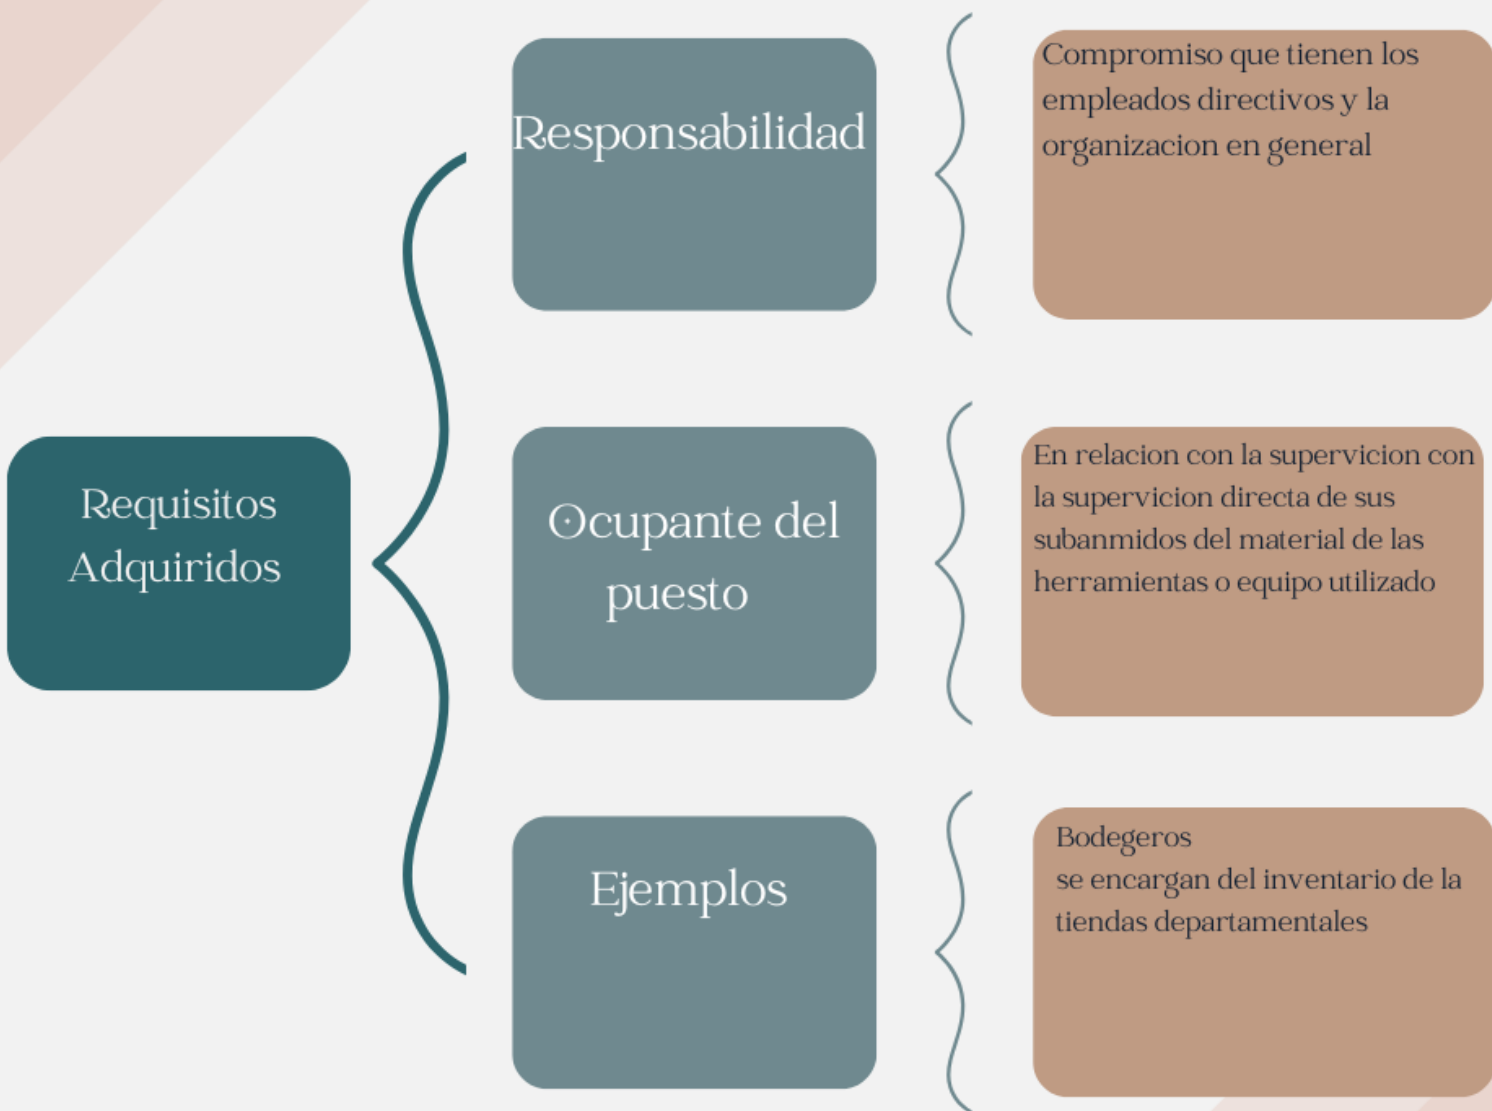 Requisitos
Adquiridos
Responsabilidad
Compromiso que tienen los
empleados directivos y la
organizacion en general
Ocupante del
puesto
En relacion con la supervicion con
la supervicion directa de sus
subanmidos del material de las
herramientas o equipo utilizado
Ejemplos
Bodegeros
se encargan del inventario de la
tiendas departamentales